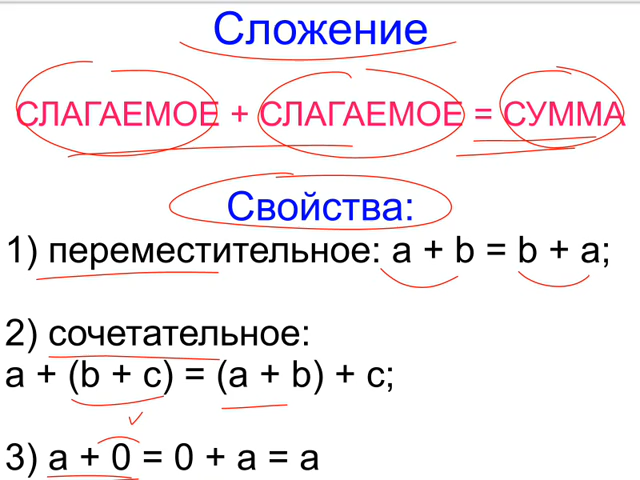 Сложение
СЛАГАЕМОЕ + СЛАГАЕМОЕ = СУММА
Свойства:
1) переместительное: a + b = b + a;
2) сочетательное:
a + (b + c) = (a + b) + c;
3) a + 0 = 0 + a = a